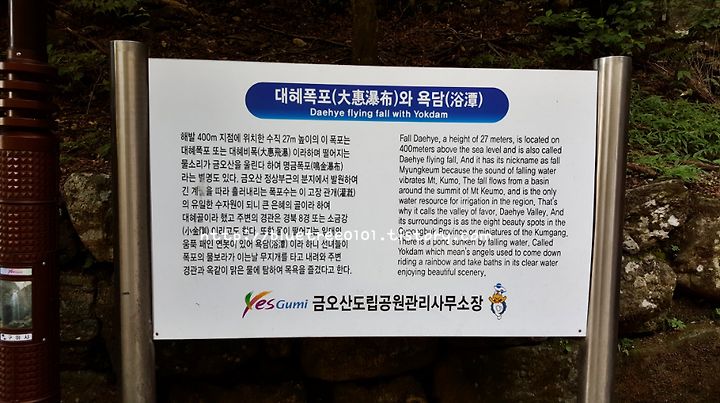 대혜폭포(大惠瀑布)와 욕담(浴潭)
Daehye flying fall with Yokdam
해발 400m 지점에 위치한 수직 27m 높이의 이 폭포는
대혜폭포 또는 대혜비폭(大惠飛瀑) 이라하며 떨어지는
물소리가 금오산을 울린다 하여 명금폭포(鳴金瀑布)
라는 별명도 있다. 금오산 정상부근의 분지에서 발원하여
긴 계 을 따라 흘러내리는 폭포수는 이 고장 관개(灌漑)
의 유일한 수자원이 되니 큰 은혜의 골이라 하여
대혜골이라 했고 주변의 경관은 경북 8경 또는 소금강
(小金剛) 이라고도 한다.
움푹 패인 연못이 있어 욕담(浴潭) 이라 하니 선녀들이
폭포의 물보라가 이는날 무지개를 타고 내려와 주변
경관과 옥같이 맑은 물에 탐하여 목욕을 즐겼다고 한다.
Fall Daehye, a height of 27 meters, is located on
400meters above the sea level and is also called
Daehye flying fall, And it has its nickname as fall
Myungkeum because the sound of falling water
vibrates Mt, Kumo, The fall flows from a basin
around the summit of Mt Keumo, and is the only
water resource for irrigation in the region, That's
why it calls the valley of favor, Daehye Valley, And
its surroundings is as the eight beauty spots in the
Gyeongbur Province or miniatures of the Kumgang,
There is ponc sunken by falling water, Called
Yokdam which mean's angels used to come down
riding a rainbow and take baths in its clear water
enjoying beautiful scenery,
Yes Gumi 금오산도립공원관리사무소장